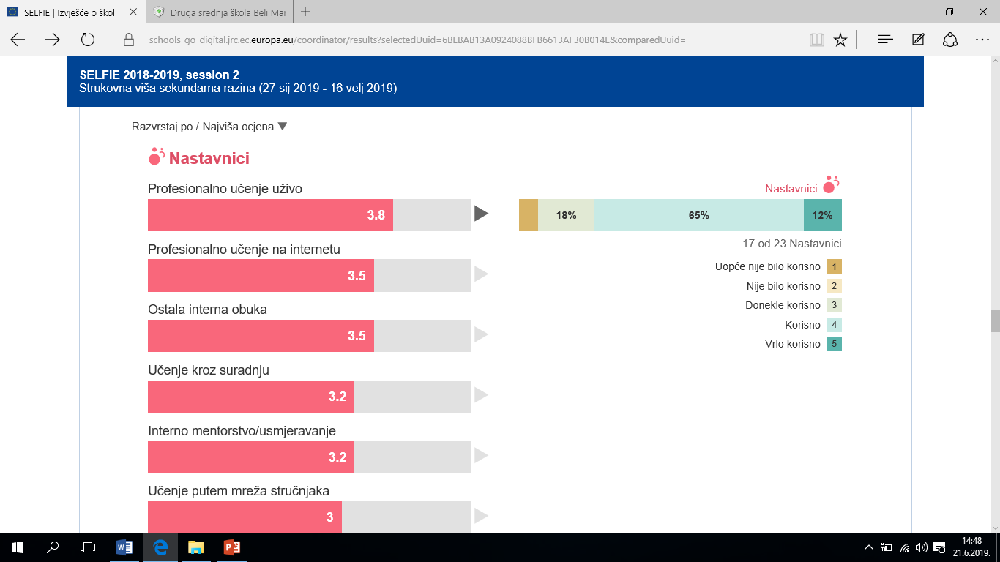 SELFIE | Izvješće o školi
Druga srednja škola Beli Mar
schools-go-digital.jrc.ec.europa.eu/coordinator/results?selectedUuid=6BEBAB13A0924088BFB6613AF30B014E&comparedUuid=
SELFIE 2018-2019, session 2
Strukovna viša sekundarna razina (27 sij 2019 - 16 velj 2019)
Razvrstaj po / Najviša ocjena
Nastavnici
Profesionalno učenje uživo
3.8
Profesionalno učenje na internetu
3.5
Ostala interna obuka
3.5
Učenje kroz suradnju
3.2
Interno mentorstvo/usmjeravanje
3.2
Učenje putem mreža stručnjaka
3
Nastavnici
18% 65% 12%
17 od 23 Nastavnici
Uopće nije bilo korisno 1
Nije bilo korisno 2
Donekle korisno 3
Korisno 4
Vrlo korisno 5
14:48
21.6.2019.